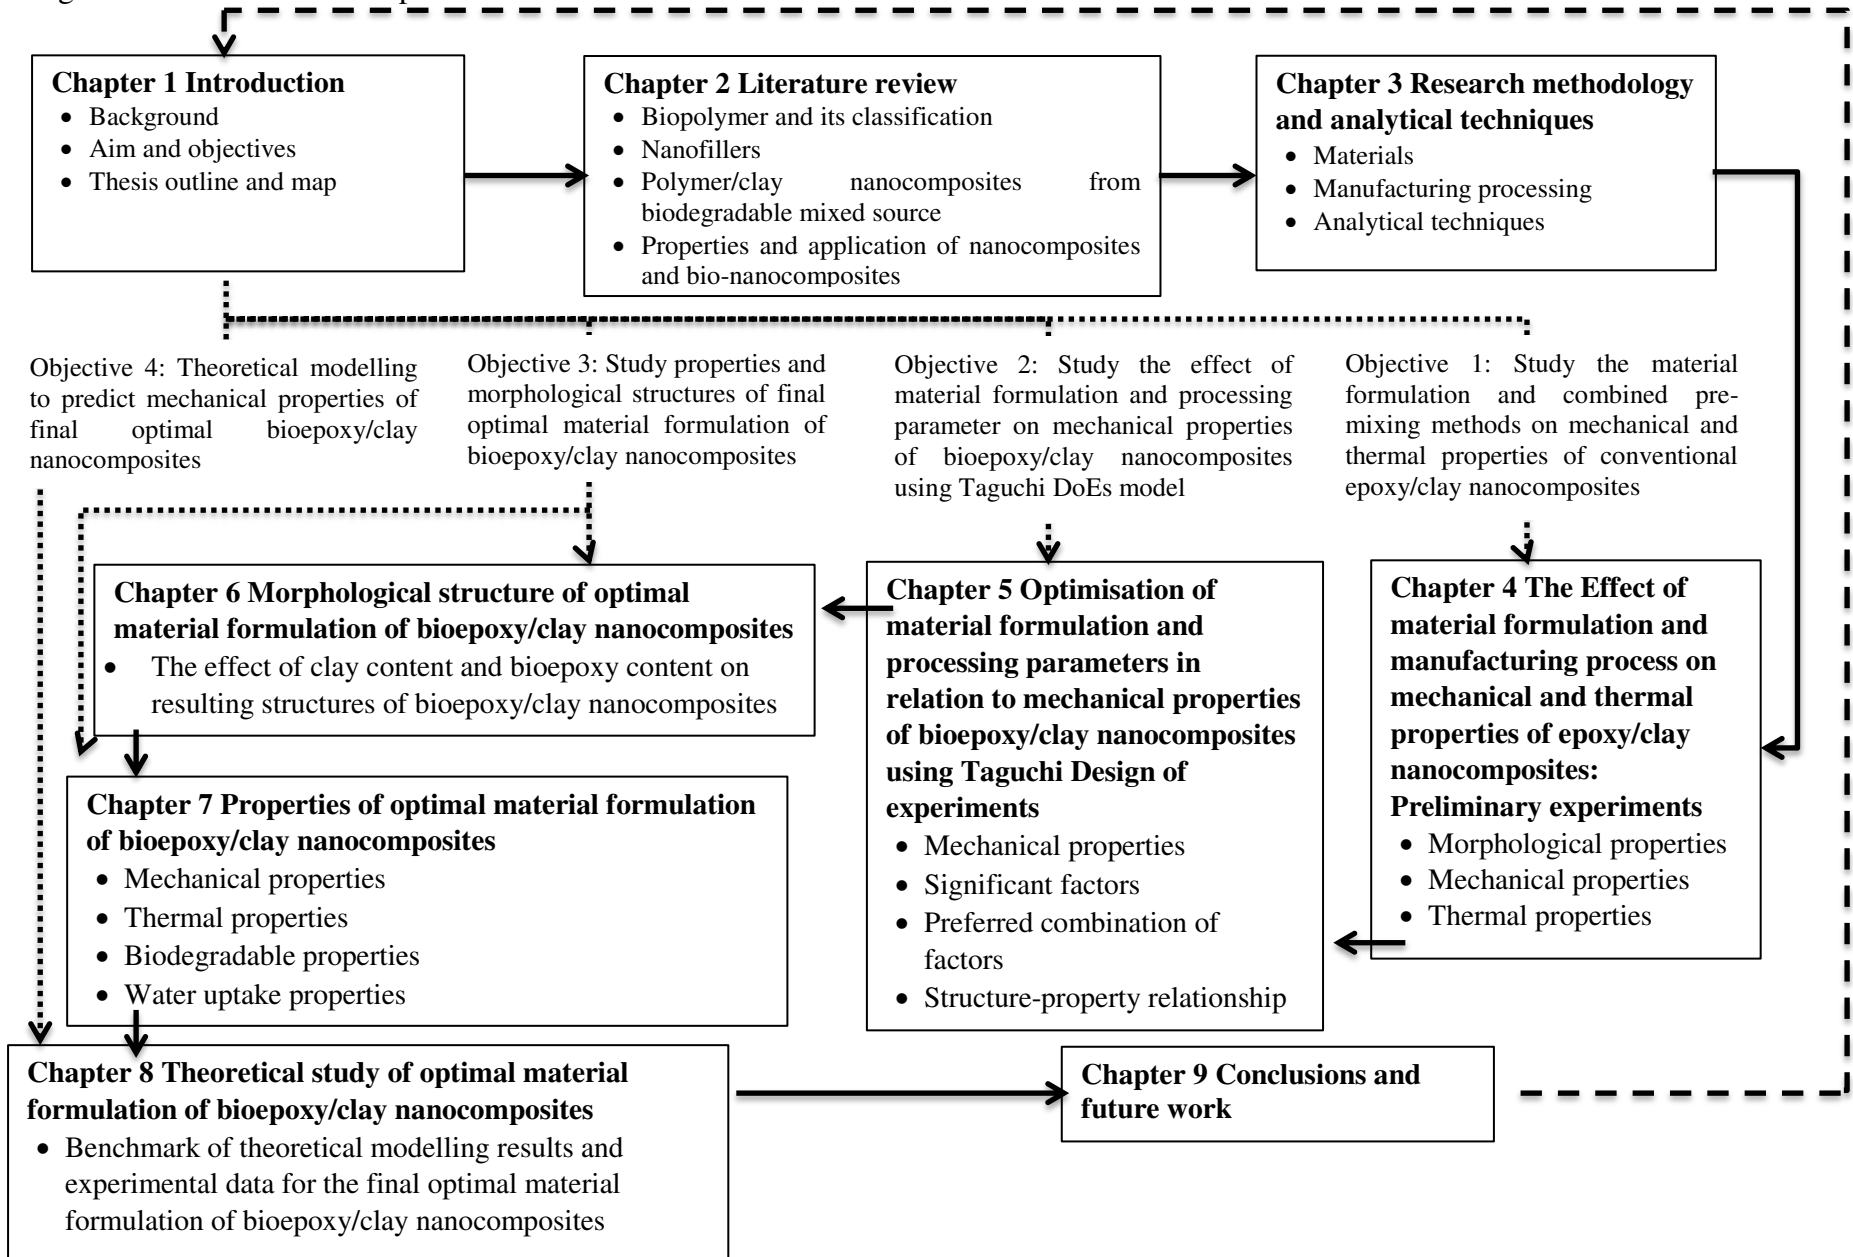 Chapter 1 Introduction
• Background
• Aim and objectives
• Thesis outline and map
Chapter 2 Literature review
• Biopolymer and its classification
• Nanofillers
• Polymer/clay nanocomposites from
biodegradable mixed source
• Properties and application of nanocomposites
and bio-nanocomposites
Chapter 3 Research methodology
and analytical techniques
• Materials
• Manufacturing processing
• Analytical techniques
Objective 4: Theoretical modelling
to predict mechanical properties of
final optimal bioepoxy/clay
nanocomposites
Objective 3: Study properties and
morphological structures of final
optimal material formulation of
bioepoxy/clay nanocomposites
Objective 2: Study the effect of
material formulation and processing
parameter on mechanical properties
of bioepoxy/clay nanocomposites
using Taguchi DoEs model
Objective 1: Study the material
formulation and combined pre-
mixing methods on mechanical and
thermal properties of conventional
epoxy/clay nanocomposites
Chapter 6 Morphological structure of optimal
material formulation of bioepoxy/clay nanocomposites
• The effect of clay content and bioepoxy content on
resulting structures of bioepoxy/clay nanocomposites
Chapter 5 Optimisation of
material formulation and
processing parameters in
relation to mechanical properties
of bioepoxy/clay nanocomposites
using Taguchi Design of
experiments
• Mechanical properties
• Significant factors
• Preferred combination of
factors
• Structure-property relationship
Chapter 4 The Effect of
material formulation and
manufacturing process on
mechanical and thermal
properties of epoxy/clay
nanocomposites:
Preliminary experiments
• Morphological properties
• Mechanical properties
• Thermal properties
Chapter 7 Properties of optimal material formulation
of bioepoxy/clay nanocomposites
• Mechanical properties
• Thermal properties
• Biodegradable properties
• Water uptake properties
Chapter 8 Theoretical study of optimal material
formulation of bioepoxy/clay nanocomposites
• Benchmark of theoretical modelling results and
experimental data for the final optimal material
formulation of bioepoxy/clay nanocomposites
Chapter 9 Conclusions and
future work